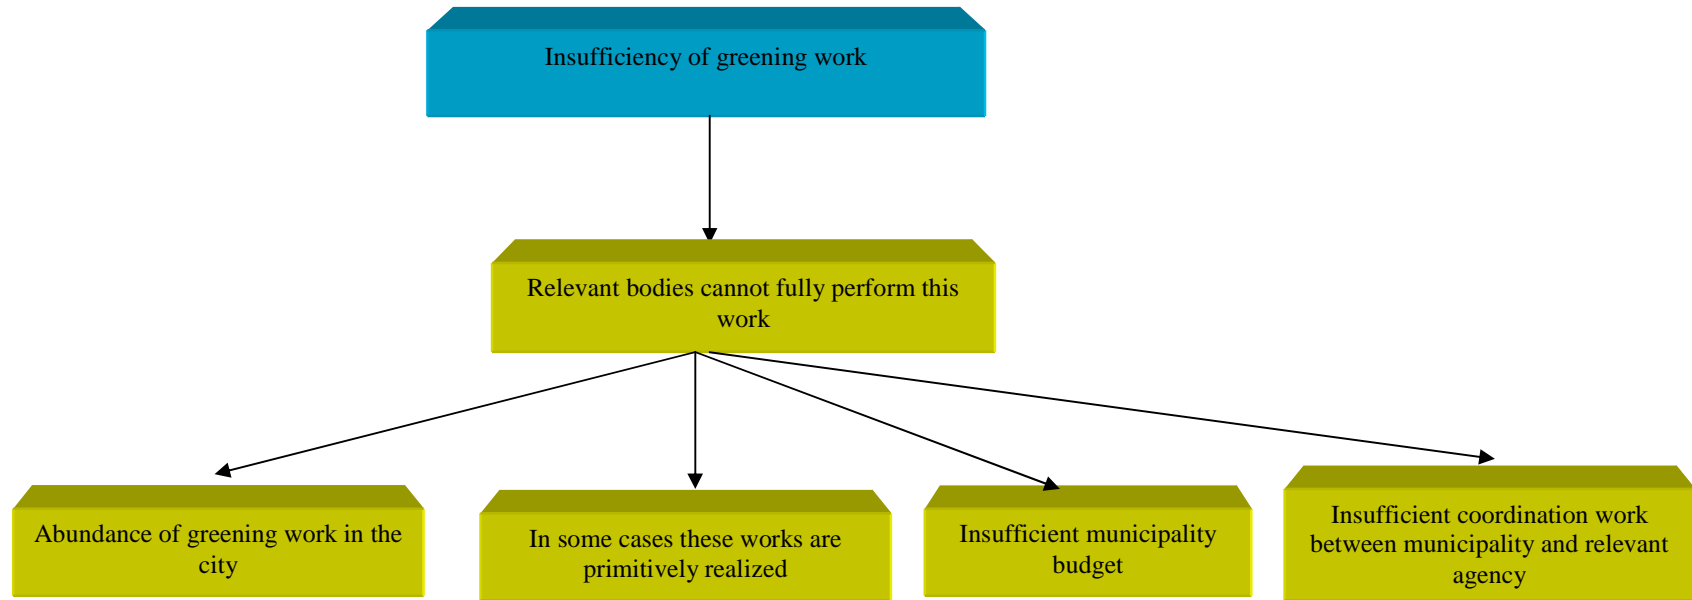 Insufficiency of greening work
Relevant bodies cannot fully perform this
work
Abundance of greening work in the
city
In some cases these works are
primitively realized
Insufficient municipality
budget
Insufficient coordination work
between municipality and relevant
agency